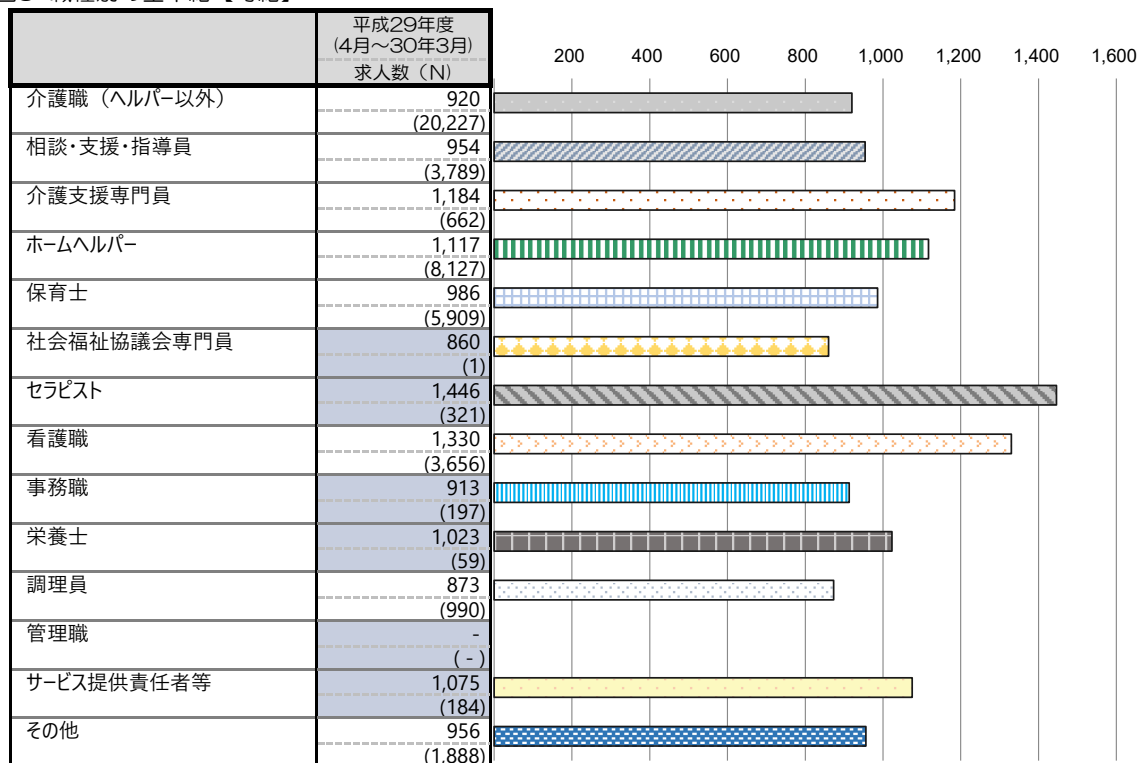 平成29年度
(4月～30年3月)
求人数（N）
200 400 600 800 1,000 1,200 1,400 1,600
介護職（ヘルパー以外） 920
(20,227)
相談・支援・指導員 954
(3,789)
介護支援専門員 1,184
(662)
ホームヘルパー 1,117
(8,127)
保育士 986
(5,909)
社会福祉協議会専門員 860
(1)
セラピスト 1,446
(321)
看護職 1,330
(3,656)
事務職 913
(197)
栄養士 1,023
(59)
調理員 873
(990)
管理職 -
( - )
サービス提供責任者等 1,075
(184)
その他 956
(1,888)